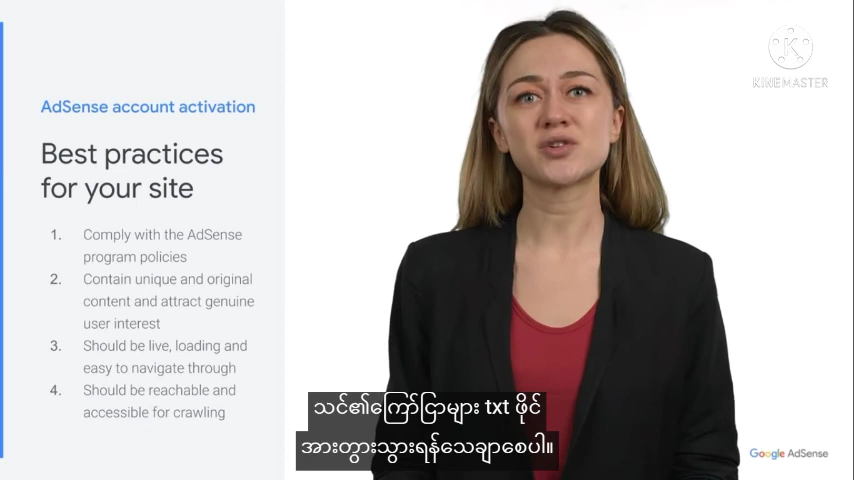 AdSense account activation
Best practices
for your site
1. Comply with the AdSense
program policies
2. Contain unique and original
content and attract genuine
user interest
3. Should be live, loading and
easy to navigate through
4. Should be reachable and
accessible for crawling
KINEMASTER
သင်၏ကြော်ငြာများ txt ဖိုင်
အားတွားသွားရန်သေချာစေပါ။
Google AdSense